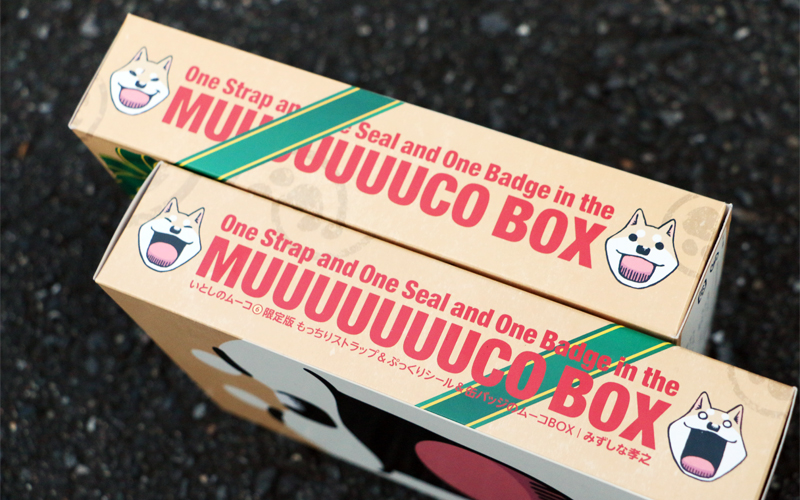 One Strap and One Seal and One Badge in the
MUUUUUUUUCO BOX
One Strap and One Seal and One Badge in the
MUUUUUUUUCO BOX
いとしのムーコ⑥限定版 もっちりストラップ&ぷっくりシール&缶バッジのムーコBOX | みずしな孝之